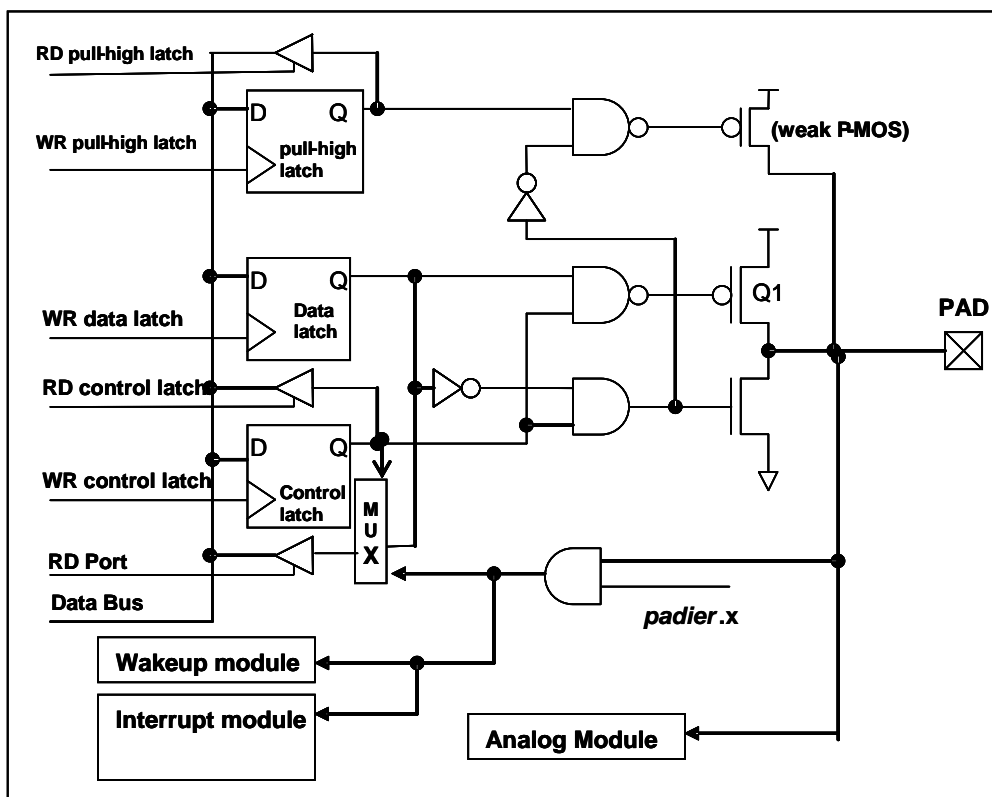 RD pull-high latch
D Q
(weak P-MOS)
WR pull-high latch
pull-high
latch
D Q
Data
latch
Q1
PAD
WR data latch
RD control latch
D Q
WR control latch
Control
latch
M
U
X
RD Port
Data Bus
padier.x
Wakeup module
Interrupt module
Analog Module